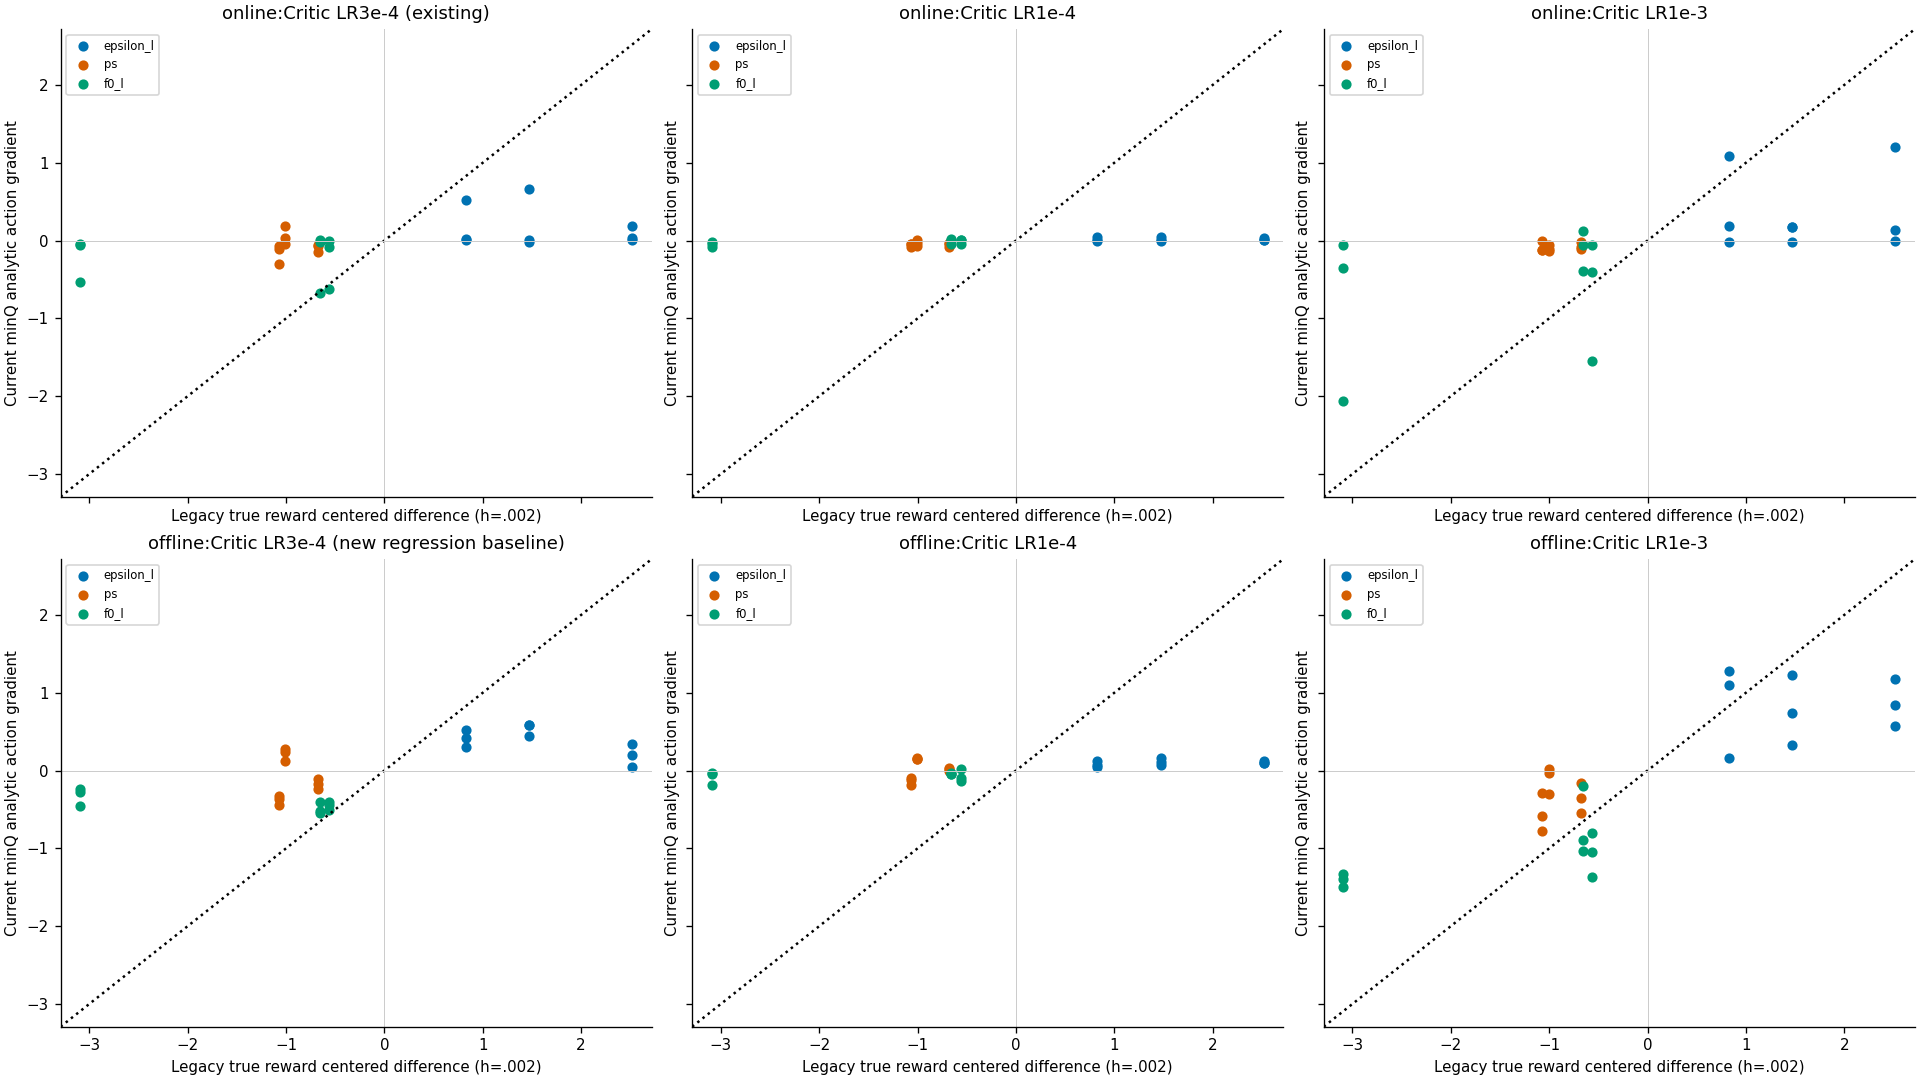 online:Critic LR3e-4 (existing)
epsilon_l
ps
f0_l
2
1
0
−1
−2
−3
Current minQ analytic action gradient
Legacy true reward centered difference (h=.002)
online:Critic LR1e-4
epsilon_l
ps
f0_l
Current minQ analytic action gradient
Legacy true reward centered difference (h=.002)
online:Critic LR1e-3
epsilon_l
ps
f0_l
Current minQ analytic action gradient
Legacy true reward centered difference (h=.002)
offline:Critic LR3e-4 (new regression baseline)
epsilon_l
ps
f0_l
2
1
0
−1
−2
−3
Current minQ analytic action gradient
−3 −2 −1 0 1 2
Legacy true reward centered difference (h=.002)
offline:Critic LR1e-4
epsilon_l
ps
f0_l
Current minQ analytic action gradient
−3 −2 −1 0 1 2
Legacy true reward centered difference (h=.002)
offline:Critic LR1e-3
epsilon_l
ps
f0_l
Current minQ analytic action gradient
−3 −2 −1 0 1 2
Legacy true reward centered difference (h=.002)